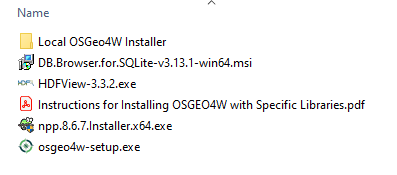 Name
Local OSGeo4W Installer
DB.Browser.for.SQLite-v3.13.1-win64.msi
HDFView-3.3.2.exe
Instructions for Installing OSGEO4W with Specific Libraries.pdf
npp.8.6.7.Installer.x64.exe
osgeo4w-setup.exe